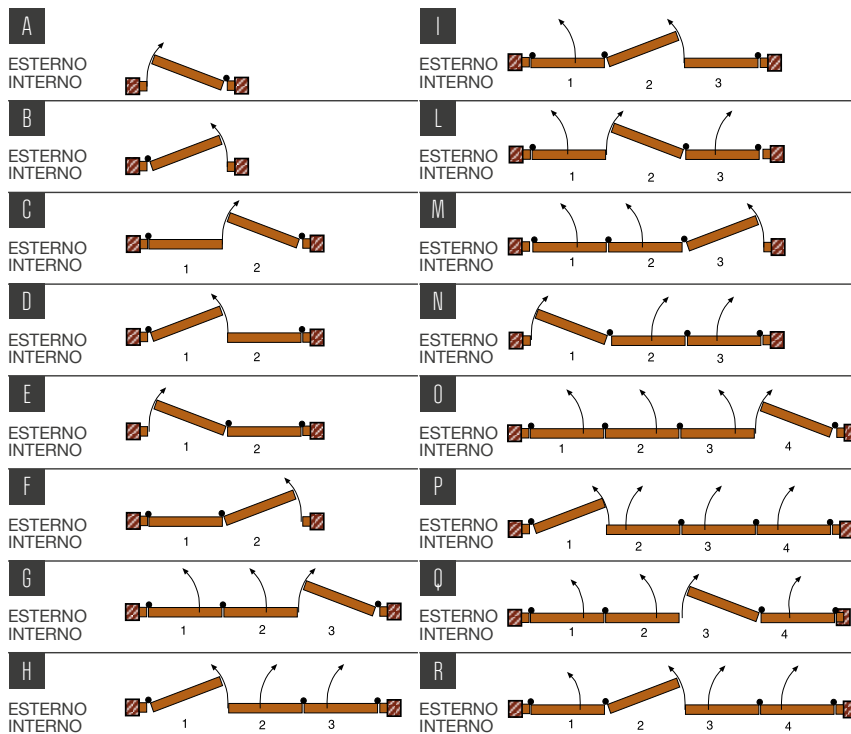 A
ESTERNO
INTERNO
B
ESTERNO
INTERNO
C
ESTERNO
INTERNO
1 2
D
ESTERNO
INTERNO
1 2
E
ESTERNO
INTERNO
1 2
F
ESTERNO
INTERNO
1 2
G
ESTERNO
INTERNO
1 2 3
H
ESTERNO
INTERNO
1 2 3
I
ESTERNO
INTERNO
1 2 3
L
ESTERNO
INTERNO
1 2 3
M
ESTERNO
INTERNO
1 2 3
N
ESTERNO
INTERNO
1 2 3
O
ESTERNO
INTERNO
1 2 3 4
P
ESTERNO
INTERNO
1 2 3 4
Q
ESTERNO
INTERNO
1 2 3 4
R
ESTERNO
INTERNO
1 2 3 4